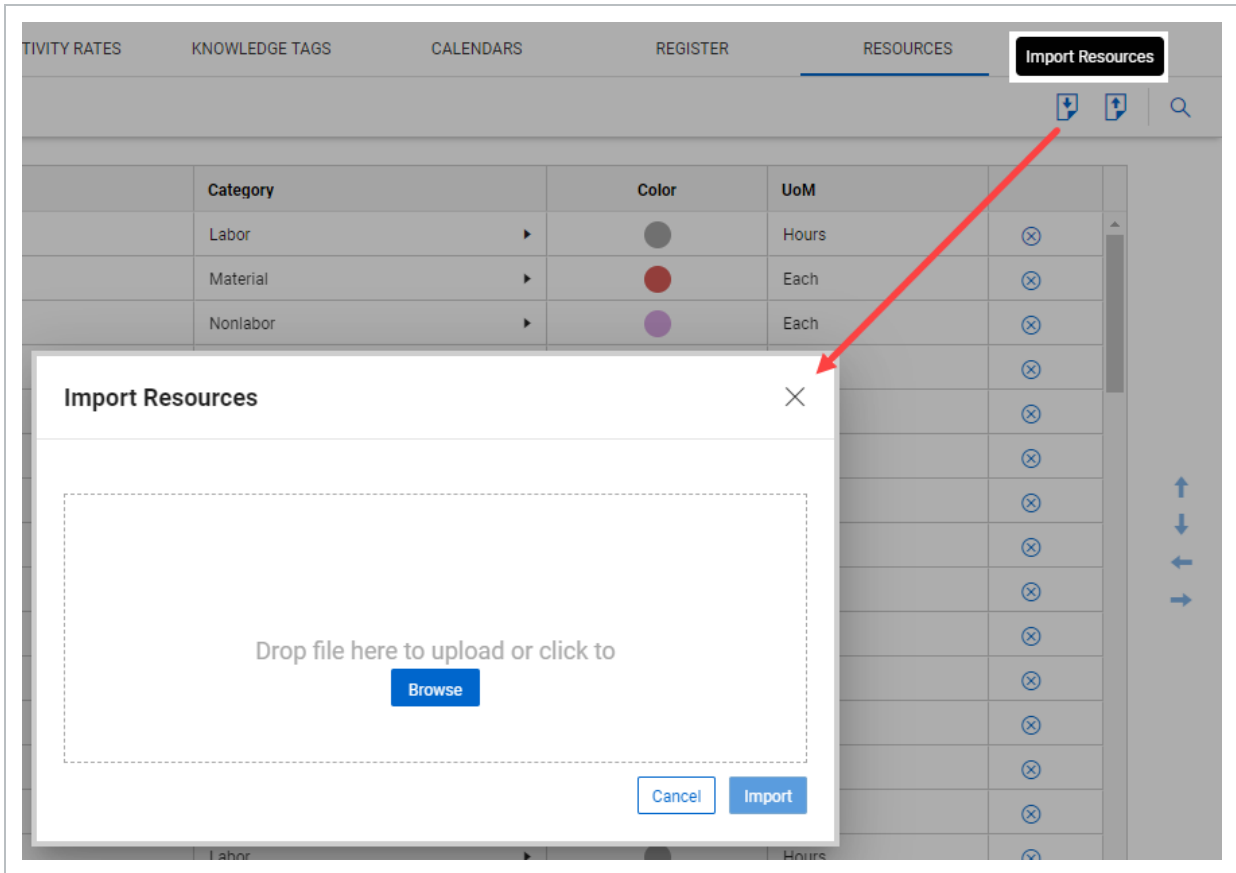 TIVITY RATES KNOWLEDGE TAGS CALENDARS REGISTER RESOURCES
Import Resources
Category Color UoM
Labor Hours
Material Each
Nonlabor Each
Import Resources
Drop file here to upload or click to
Browse
Cancel Import
Labor Hours